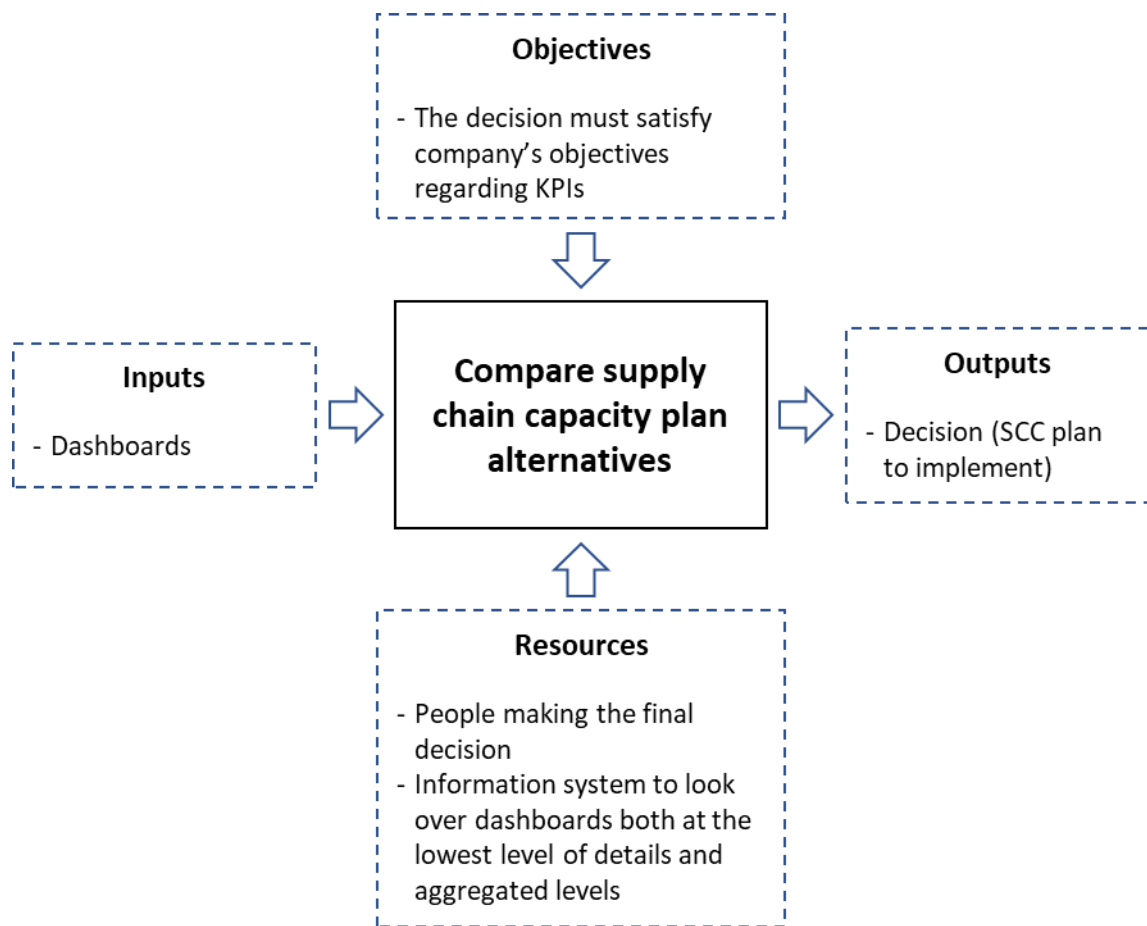 Objectives
- The decision must satisfy
company’s objectives
regarding KPIs
Inputs
- Dashboards
Compare supply
chain capacity plan
alternatives
Outputs
- Decision (SCC plan
to implement)
Resources
- People making the final
decision
- Information system to look
over dashboards both at the
lowest level of details and
aggregated levels